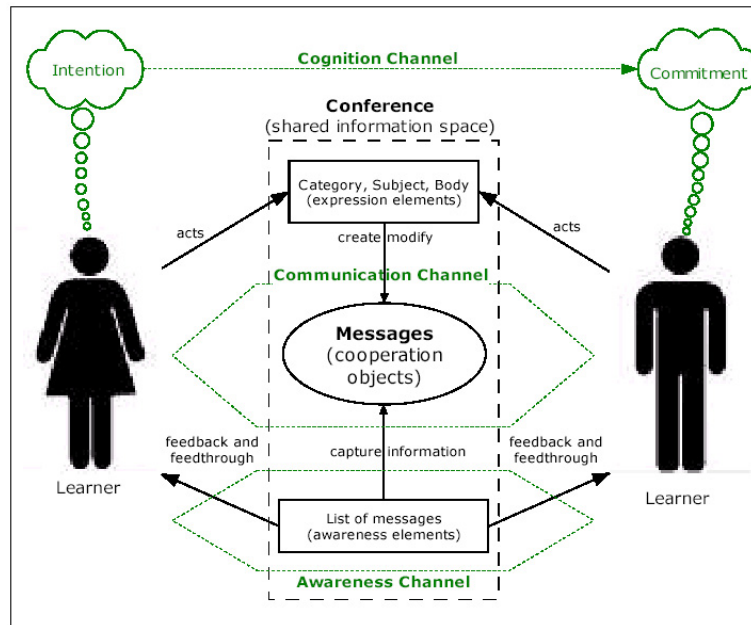 Cognition Channel
Intention
Commitment
Conference
(shared information space)
Category, Subject, Body
(expression elements)
acts
acts
create modify
Communication Channel
Messages
(cooperation
objects)
feedback and
feedthrough
capture information
feedback and
feedthrough
Learner
Learner
List of messages
(awareness elements)
Awareness Channel